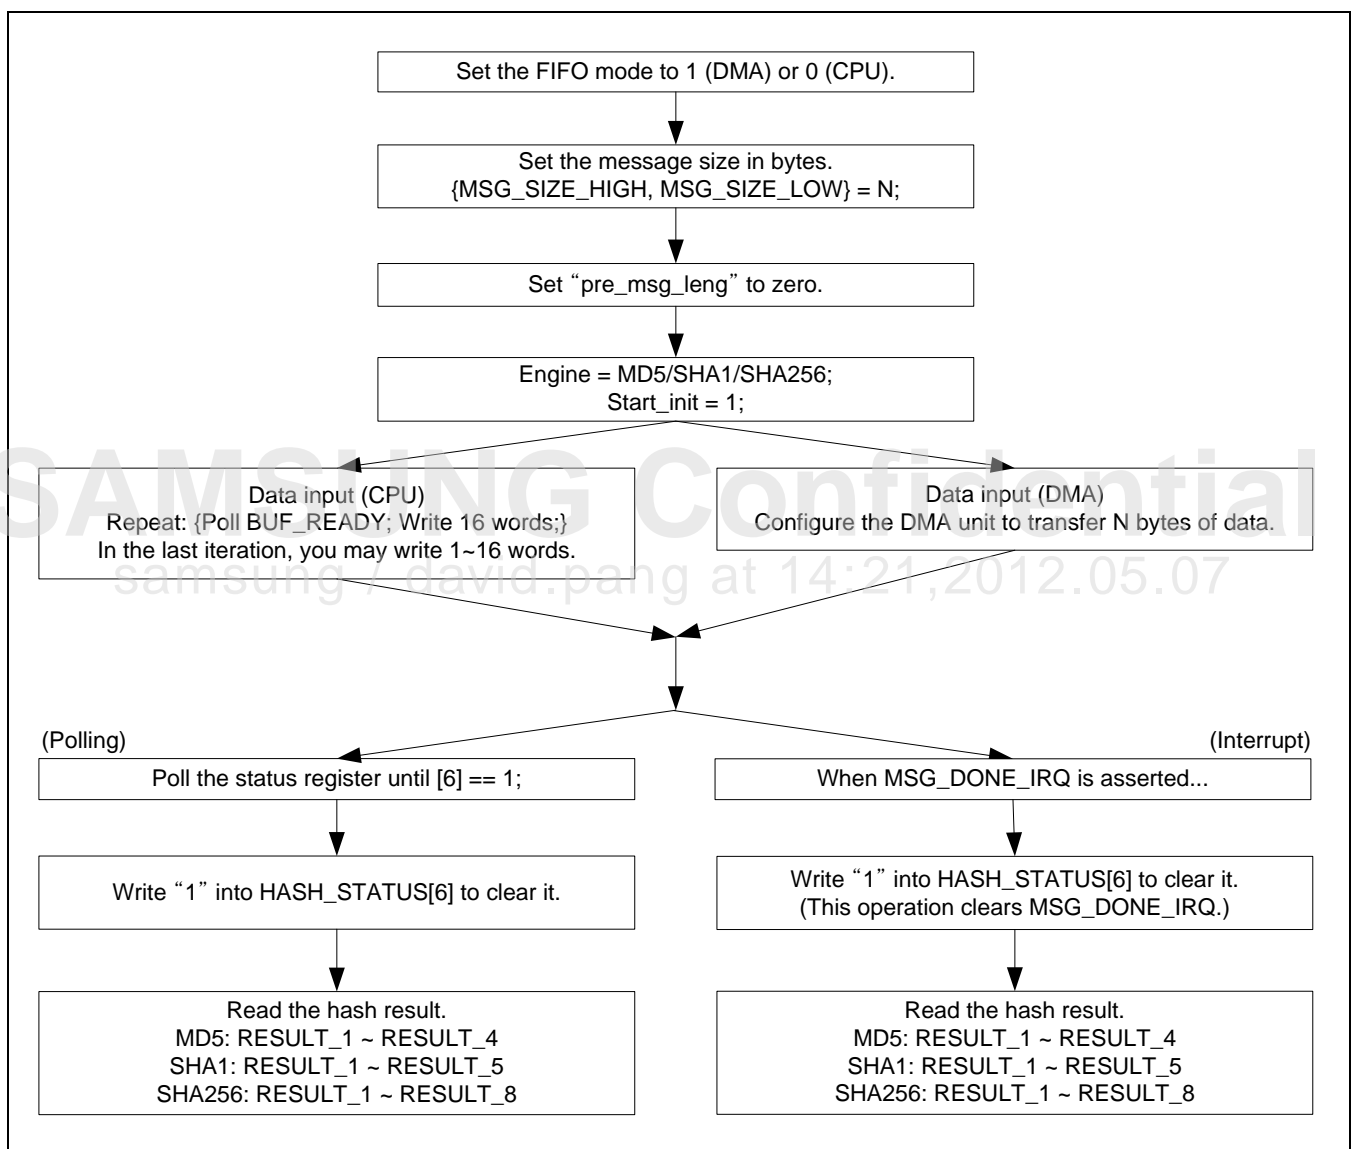 Set the FIFO mode to 1 (DMA) or 0 (CPU).
Set the message size in bytes.
{MSG_SIZE_HIGH, MSG_SIZE_LOW} = N;
Set “pre_msg_leng” to zero.
Engine = MD5/SHA1/SHA256;
Start_init = 1;
SAMSUNG Confidential
Data input (CPU)
Repeat: {Poll BUF_READY; Write 16 words;}
In the last iteration, you may write 1~16 words.
Data input (DMA)
Configure the DMA unit to transfer N bytes of data.
samsung / david.pang at 14:21,2012.05.07
(Polling)
(Interrupt)
Poll the status register until [6] == 1;
When MSG_DONE_IRQ is asserted...
Write “1” into HASH_STATUS[6] to clear it.
Write “1” into HASH_STATUS[6] to clear it.
(This operation clears MSG_DONE_IRQ.)
Read the hash result.
MD5: RESULT_1 ~ RESULT_4
SHA1: RESULT_1 ~ RESULT_5
SHA256: RESULT_1 ~ RESULT_8
Read the hash result.
MD5: RESULT_1 ~ RESULT_4
SHA1: RESULT_1 ~ RESULT_5
SHA256: RESULT_1 ~ RESULT_8